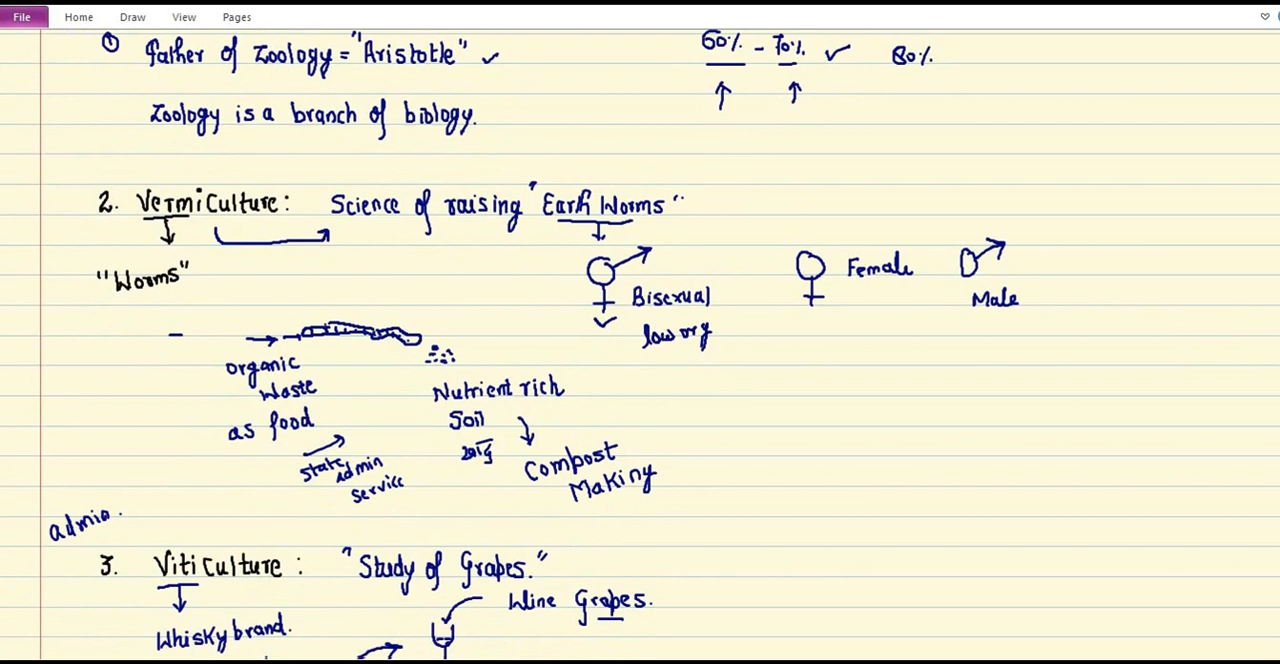 File Home Draw View Pages
① Father of Zoology = "Aristotle" ✓ 60% - 70% ✓ 80%
Zoology is a branch of biology.
2. Vermiculture: Science of raising "Earth Worms"
"Worms"
Bisexual
low org
Female
Male
organic
waste
as food
Nutrient rich
Soil
Compost
Making
State
admin
service
admin.
3. Viticulture: "Study of Grapes."
Wine Grapes.
Whisky brand.